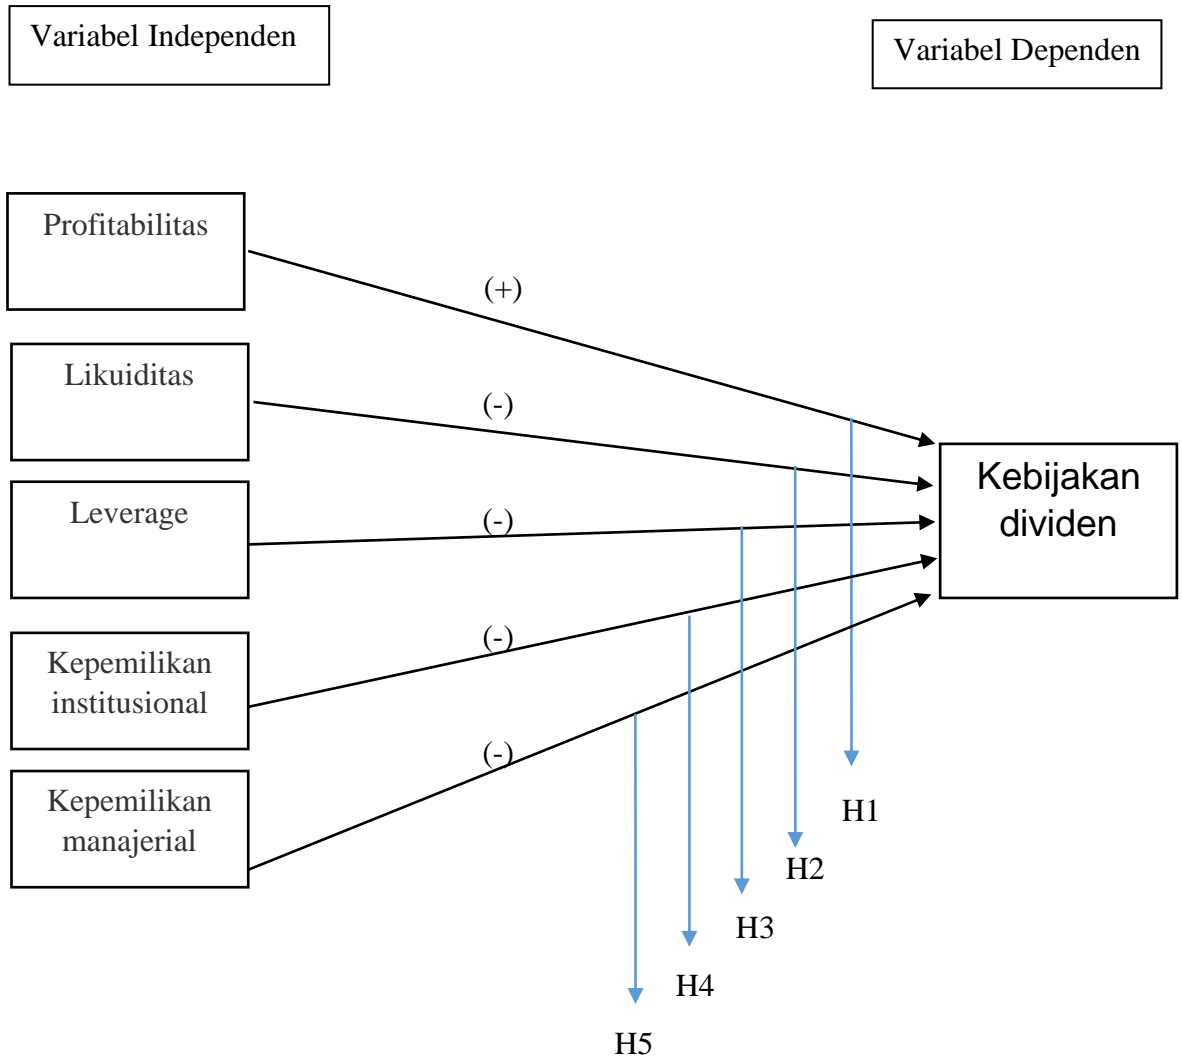 Variabel Independen
Variabel Dependen
Profitabilitas
(+)
Likuiditas
(-)
Kebijakan
dividen
Leverage
(-)
Kepemilikan
institusional
(-)
Kepemilikan
manajerial
(-)
H1
H2
H3
H4
H5